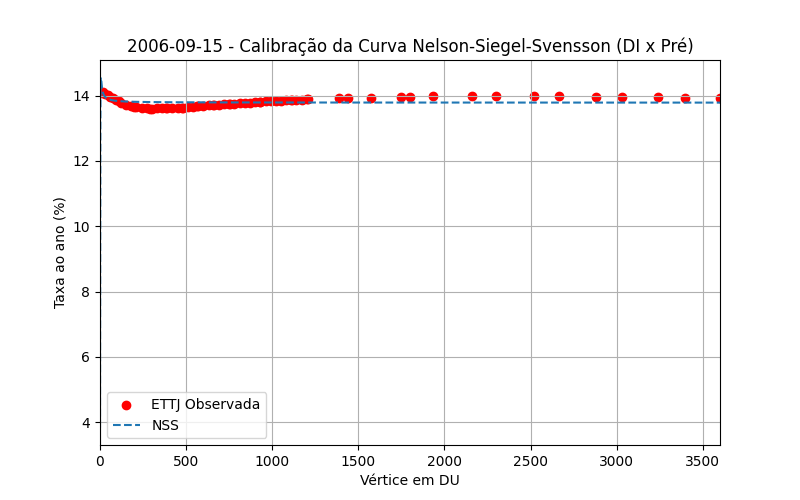 2006-09-15 - Calibração da Curva Nelson-Siegel-Svensson (DI x Pré)
Taxa ao ano (%)
14
12
10
8
6
4
ETTJ Observada
NSS
0 500 1000 1500 2000 2500 3000 3500
Vértice em DU